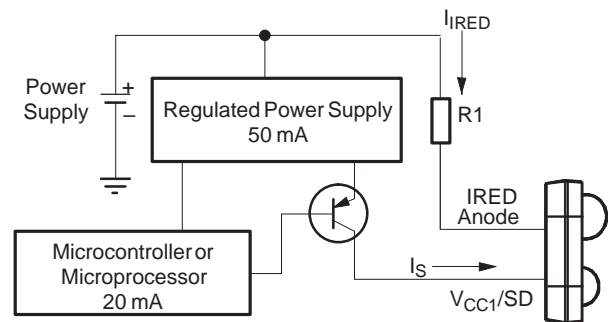 I_IRED
Power
Supply
+
–
Regulated Power Supply
50 mA
R1
IRED
Anode
Microcontroller or
Microprocessor
20 mA
I_S
V_CC1/SD